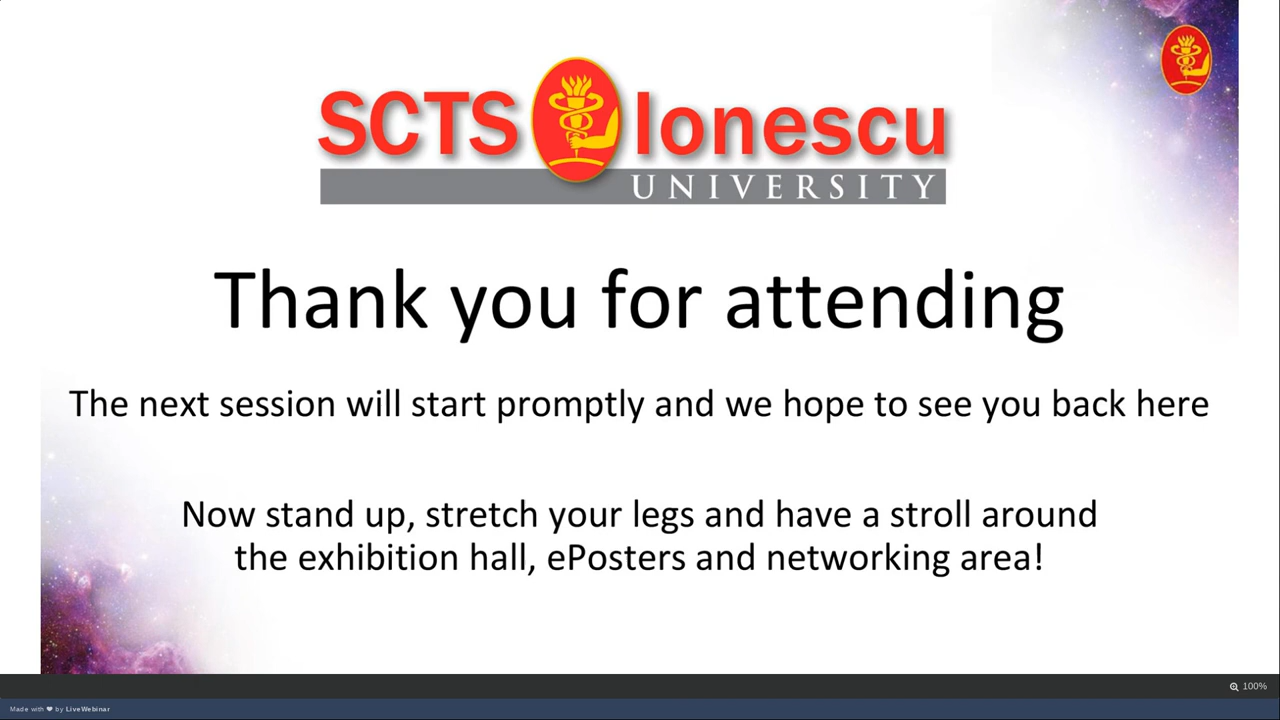 SCTS Ionescu
UNIVERSITY
Thank you for attending
The next session will start promptly and we hope to see you back here
Now stand up, stretch your legs and have a stroll around
the exhibition hall, ePosters and networking area!
100%
Made with ❤ by LiveWebinar